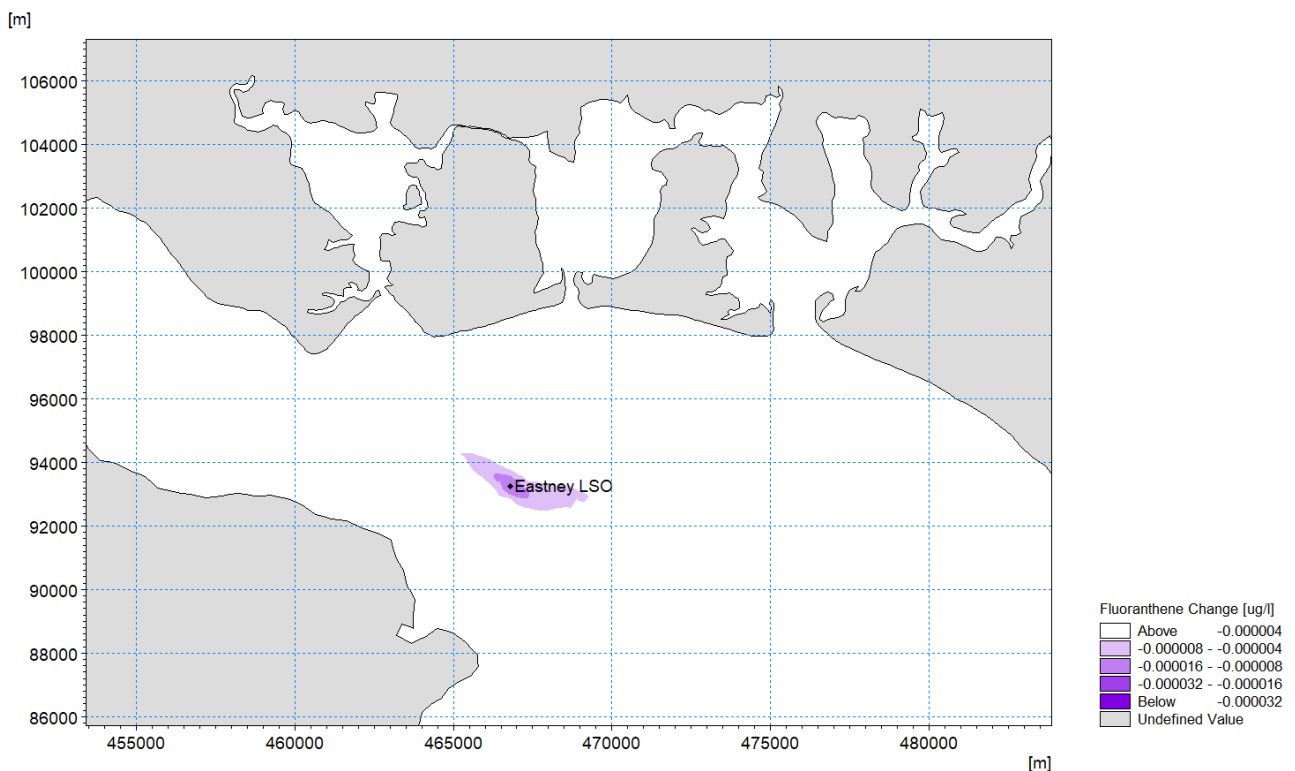 [m]
106000
104000
102000
100000
98000
96000
94000
92000
90000
88000
86000
Eastney LSO
455000 460000 465000 470000 475000 480000
[m]
Fluoranthene Change [ug/l]
Above -0.000004
-0.000008 - -0.000004
-0.000016 - -0.000008
-0.000032 - -0.000016
Below -0.000032
Undefined Value